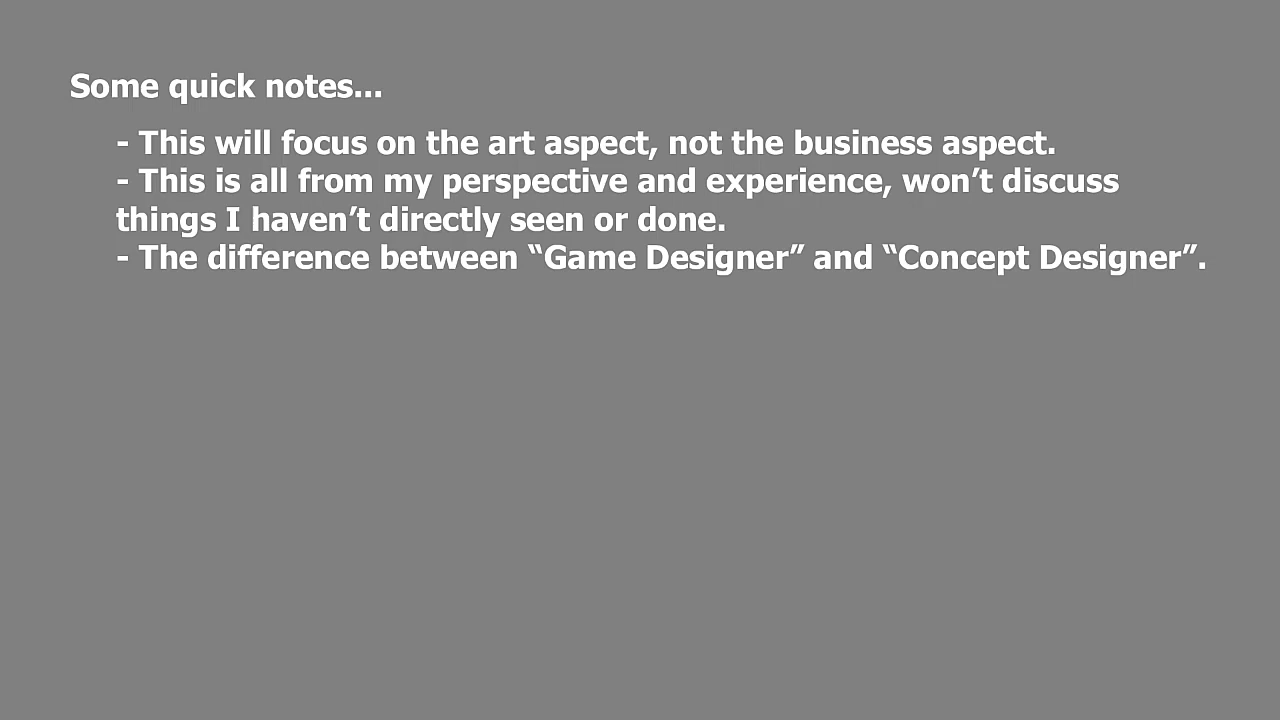 Some quick notes...
- This will focus on the art aspect, not the business aspect.
- This is all from my perspective and experience, won’t discuss
things I haven’t directly seen or done.
- The difference between “Game Designer” and “Concept Designer”.